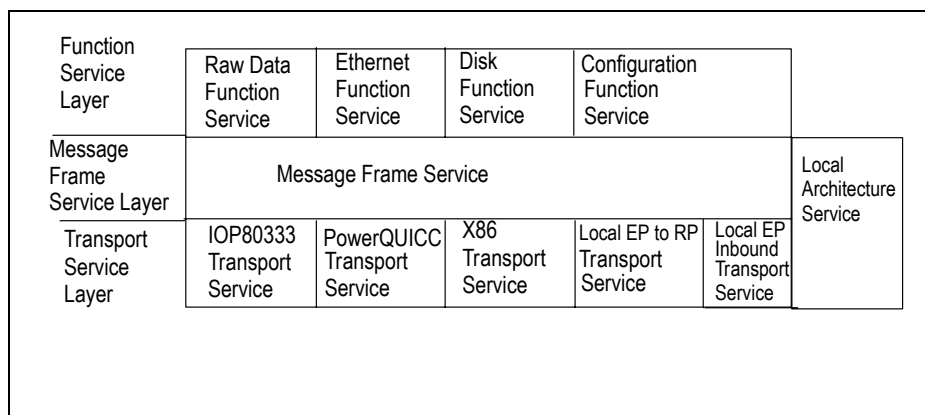 Function
Service
Layer
Raw Data
Function
Service
Ethernet
Function
Service
Disk
Function
Service
Configuration
Function
Service
Message
Frame
Service Layer
Message Frame Service
Local
Architecture
Service
Transport
Service
Layer
IOP80333
Transport
Service
PowerQUICC
Transport
Service
X86
Transport
Service
Local EP to RP
Transport
Service
Local EP
Inbound
Transport
Service